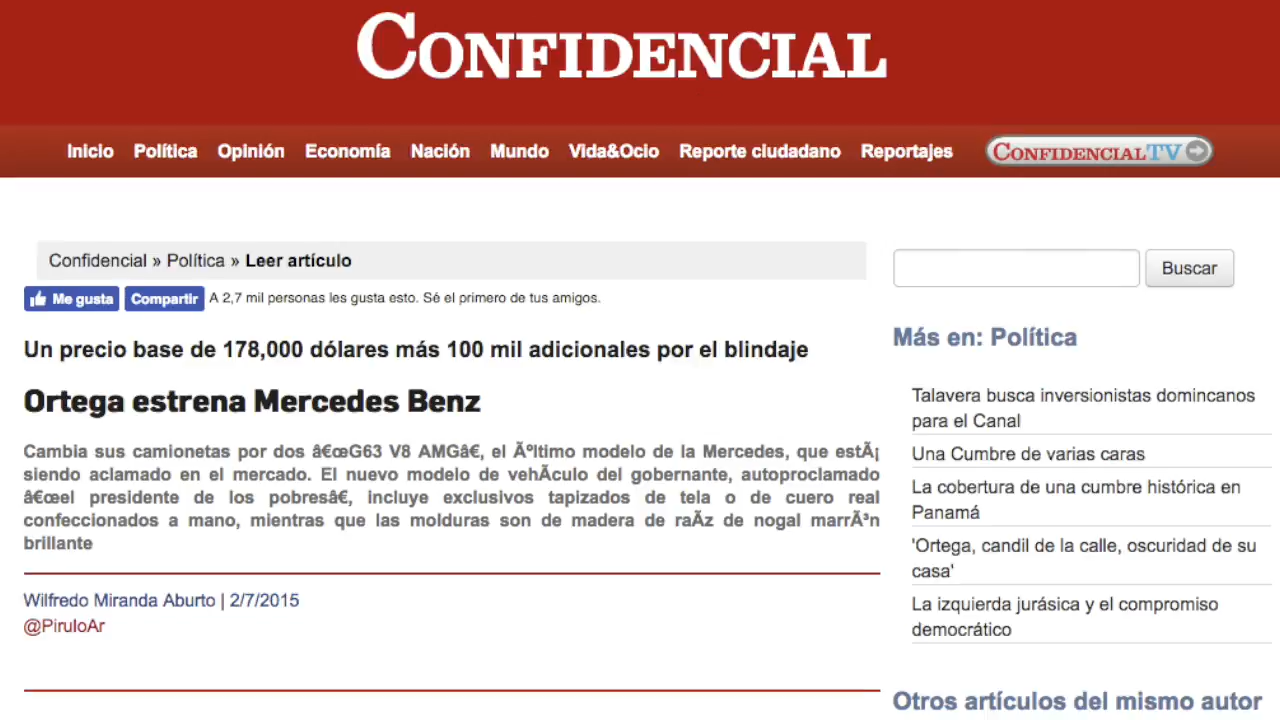 CONFIDENCIAL
Inicio Política Opinión Economía Nación Mundo Vida&Ocio Reporte ciudadano Reportajes CONFIDENCIALTV
Confidencial » Política » Leer artículo
Me gusta Compartir A 2,7 mil personas les gusta esto. Sé el primero de tus amigos.
Un precio base de 178,000 dólares más 100 mil adicionales por el blindaje
Ortega estrena Mercedes Benz
Cambia sus camionetas por dos â€œG63 V8 AMGâ€, el Ãºltimo modelo de la Mercedes, que estÃ¡
siendo aclamado en el mercado. El nuevo modelo de vehÃculo del gobernante, autoproclamado
â€œel presidente de los pobresâ€, incluye exclusivos tapizados de tela o de cuero real
confeccionados a mano, mientras que las molduras son de madera de raÃz de nogal marrÃ³n
brillante
Wilfredo Miranda Aburto | 2/7/2015
@PiruloAr
Buscar
Más en: Política
Talavera busca inversionistas domincanos
para el Canal
Una Cumbre de varias caras
La cobertura de una cumbre histórica en
Panamá
'Ortega, candil de la calle, oscuridad de su
casa'
La izquierda jurásica y el compromiso
democrático
Otros artículos del mismo autor